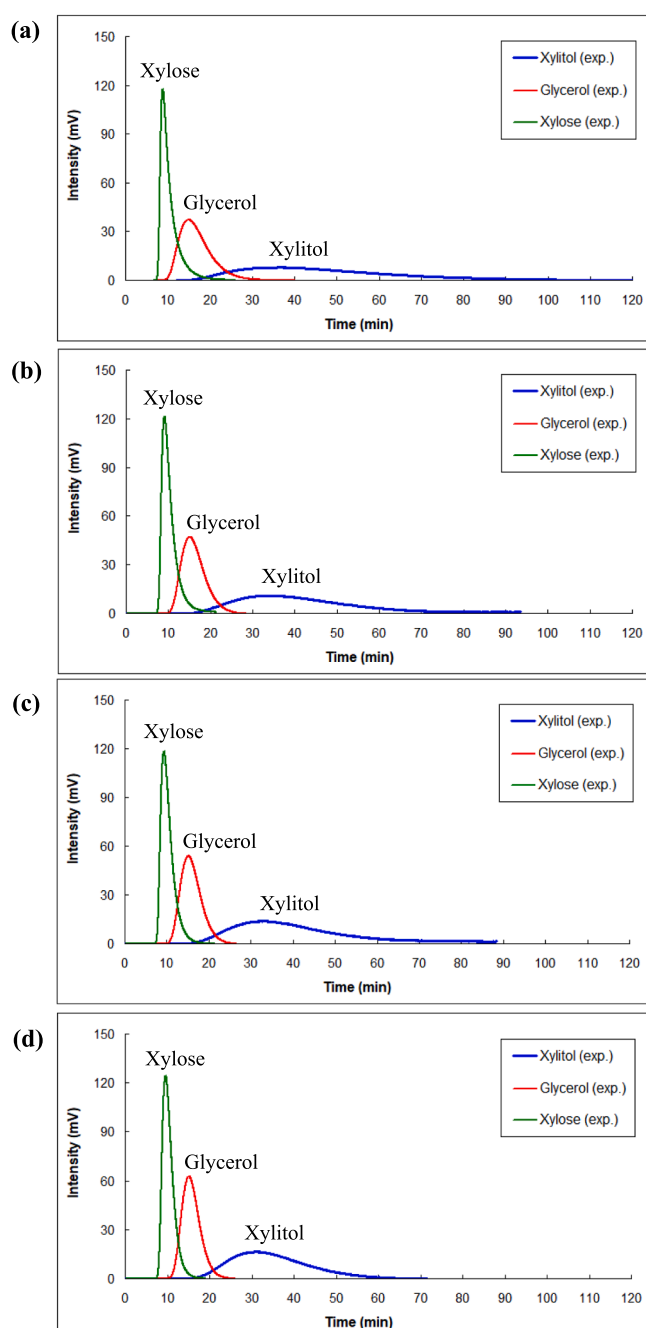 (a)
150
120
90
60
30
0
Intensity (mV)
Xylose
Glycerol
Xylitol
Xylitol (exp.)
Glycerol (exp.)
Xylose (exp.)
0 10 20 30 40 50 60 70 80 90 100 110 120
Time (min)
(b)
150
120
90
60
30
0
Intensity (mV)
Xylose
Glycerol
Xylitol
Xylitol (exp.)
Glycerol (exp.)
Xylose (exp.)
0 10 20 30 40 50 60 70 80 90 100 110 120
Time (min)
(c)
150
120
90
60
30
0
Intensity (mV)
Xylose
Glycerol
Xylitol
Xylitol (exp.)
Glycerol (exp.)
Xylose (exp.)
0 10 20 30 40 50 60 70 80 90 100 110 120
Time (min)
(d)
150
120
90
60
30
0
Intensity (mV)
Xylose
Glycerol
Xylitol
Xylitol (exp.)
Glycerol (exp.)
Xylose (exp.)
0 10 20 30 40 50 60 70 80 90 100 110 120
Time (min)